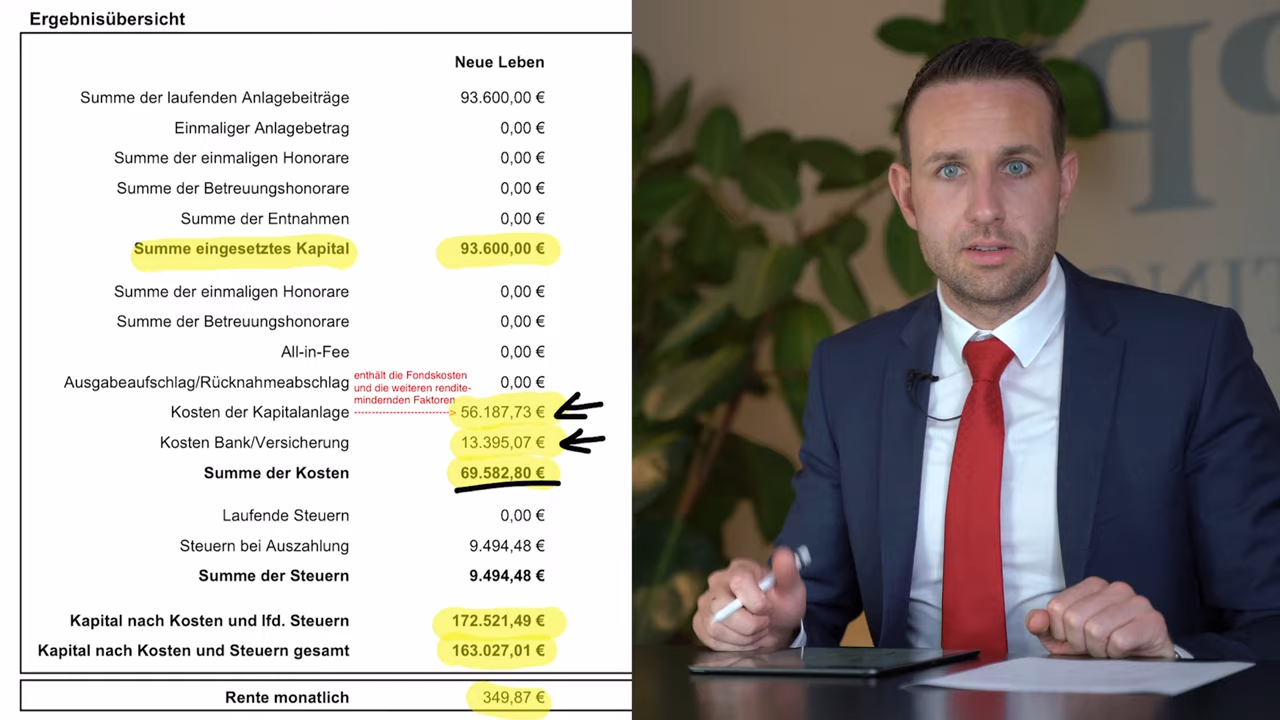 Ergebnisübersicht
Neue Leben
Summe der laufenden Anlagebeiträge 93.600,00 €
Einmaliger Anlagebetrag 0,00 €
Summe der einmaligen Honorare 0,00 €
Summe der Betreuungshonorare 0,00 €
Summe der Entnahmen 0,00 €
Summe eingesetztes Kapital 93.600,00 €
Summe der einmaligen Honorare 0,00 €
Summe der Betreuungshonorare 0,00 €
All-in-Fee 0,00 €
Ausgabeaufschlag/Rücknahmeabschlag 0,00 €
enthält die Fondskosten
und die weiteren rendite-
mindernden Faktoren
Kosten der Kapitalanlage 56.187,73 €
Kosten Bank/Versicherung 13.395,07 €
Summe der Kosten 69.582,80 €
Laufende Steuern 0,00 €
Steuern bei Auszahlung 9.494,48 €
Summe der Steuern 9.494,48 €
Kapital nach Kosten und lfd. Steuern 172.521,49 €
Kapital nach Kosten und Steuern gesamt 163.027,01 €
Rente monatlich 349,87 €